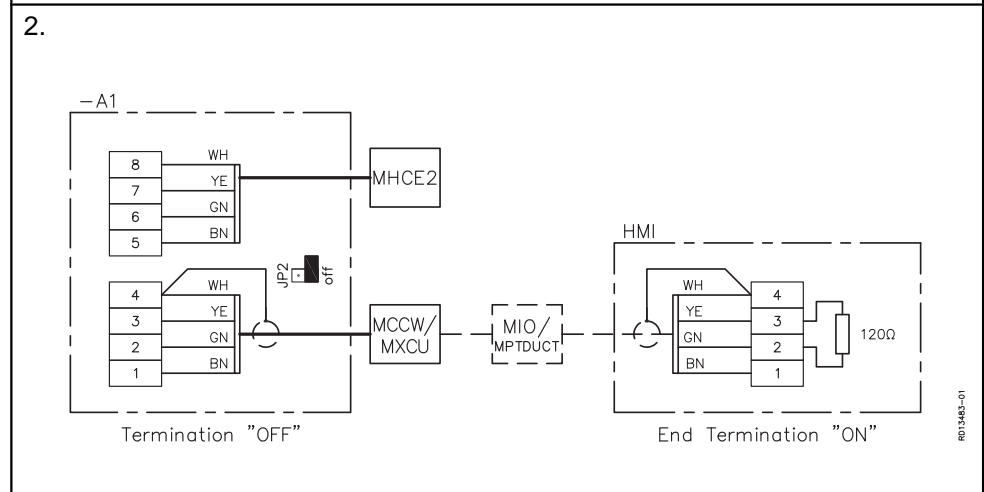 2.
-A1
8 WH
7 YE
6 GN
5 BN
MHCE2
JP2
off
4 WH
3 YE
2 GN
1 BN
MCCW/
MXCU
MIO/
MPTDUCT
HMI
WH 4
YE 3
GN 2
BN 1
120Ω
Termination "OFF"
End Termination "ON"
RD13483-01